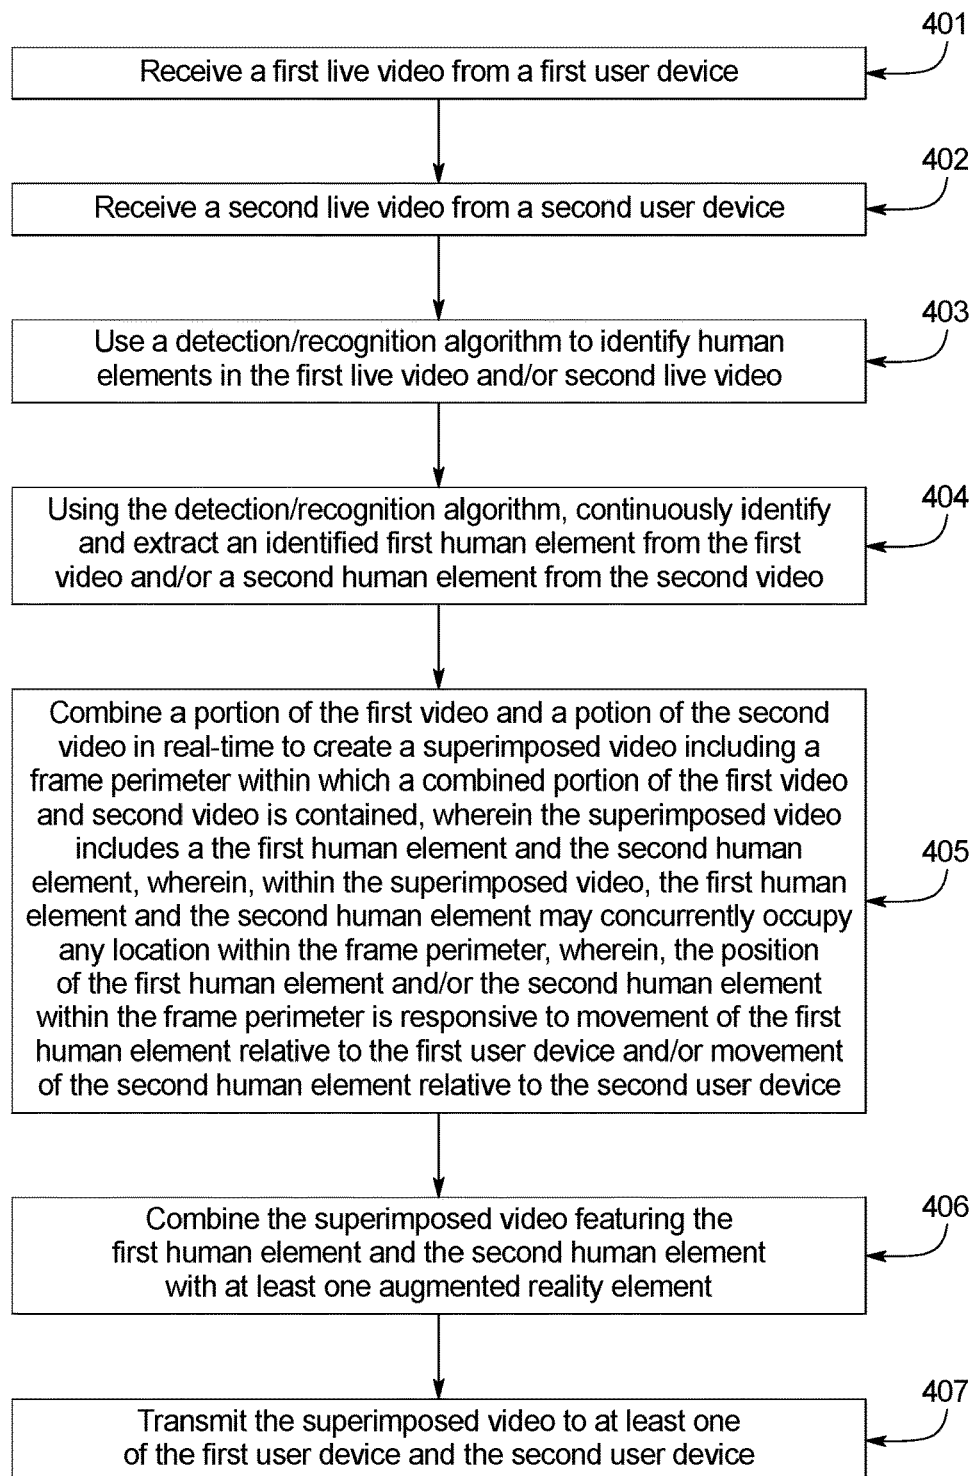 401
Receive a first live video from a first user device
402
Receive a second live video from a second user device
403
Use a detection/recognition algorithm to identify human
elements in the first live video and/or second live video
404
Using the detection/recognition algorithm, continuously identify
and extract an identified first human element from the first
video and/or a second human element from the second video
Combine a portion of the first video and a potion of the second
video in real-time to create a superimposed video including a
frame perimeter within which a combined portion of the first video
and second video is contained, wherein the superimposed video
includes a the first human element and the second human
405
element, wherein, within the superimposed video, the first human
element and the second human element may concurrently occupy
any location within the frame perimeter, wherein, the position
of the first human element and/or the second human element
within the frame perimeter is responsive to movement of the first
human element relative to the first user device and/or movement
of the second human element relative to the second user device
406
Combine the superimposed video featuring the
first human element and the second human element
with at least one augmented reality element
407
Transmit the superimposed video to at least one
of the first user device and the second user device